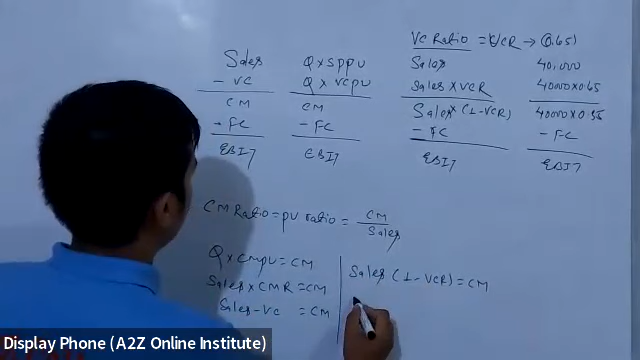 VC Ratio = VCR → 0.65)
Sales Q × SPPU Sales 40,000
- VC Q × VCPU Sales × VCR 40000 × 0.65
CM CM Sales × (1 - VCR) 40000 × 0.35
- FC - FC - FC - FC
EBIT EBIT EBIT EBIT
CM Ratio = PU ratio = CM
Sales
Q × CMPU = CM
Sales × CMR = CM
Sales - VC = CM
Sales (1 - VCR) = CM
Display Phone (A2Z Online Institute)